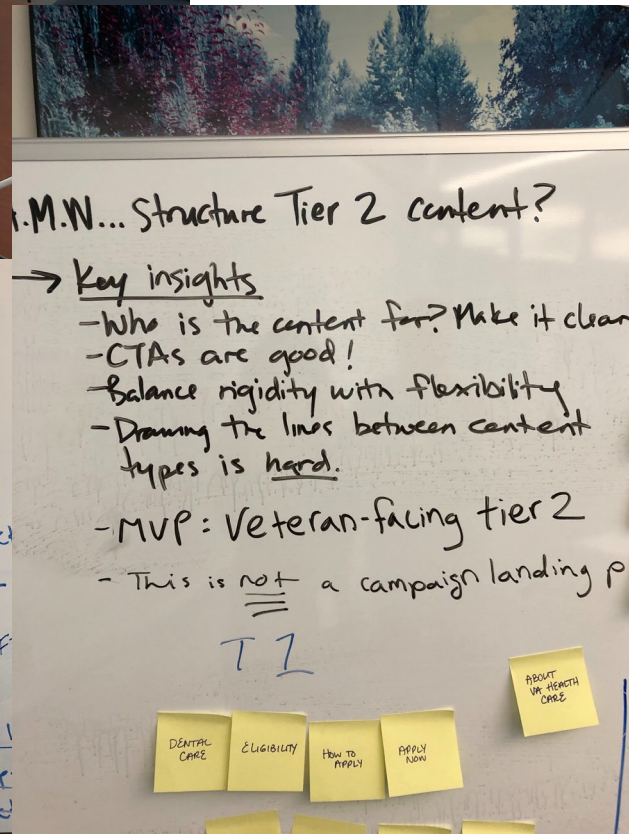 .M.W... Structure Tier 2 content?
→ Key insights
- Who is the content for? Make it clear
- CTAs are good!
- Balance rigidity with flexibility
- Drawing the lines between content
types is hard.
- MVP: Veteran-facing tier 2
- This is not a campaign landing p
T 1
ABOUT
VA HEALTH
CARE
DENTAL
CARE
ELIGIBILITY
HOW TO
APPLY
APPLY
NOW